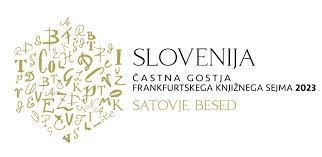 SLOVENIJA
ČASTNA GOSTJA
FRANKFURTSKEGA KNJIŽNEGA SEJMA 2023
SATOVJE BESED